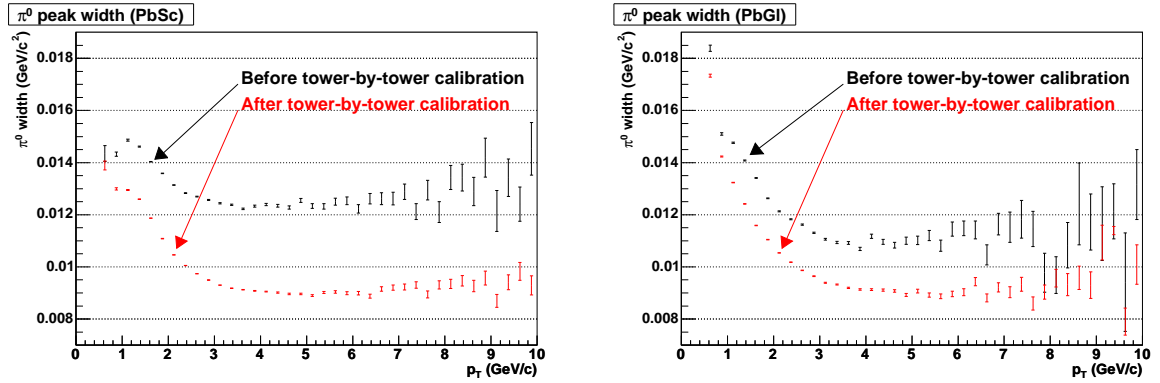 π⁰ peak width (PbSc)
π⁰ width (GeV/c²)
0.018
0.016
0.014
0.012
0.01
0.008
Before tower-by-tower calibration
After tower-by-tower calibration
0 1 2 3 4 5 6 7 8 9 10
p_T (GeV/c)
π⁰ peak width (PbGl)
π⁰ width (GeV/c²)
0.018
0.016
0.014
0.012
0.01
0.008
Before tower-by-tower calibration
After tower-by-tower calibration
0 1 2 3 4 5 6 7 8 9 10
p_T (GeV/c)